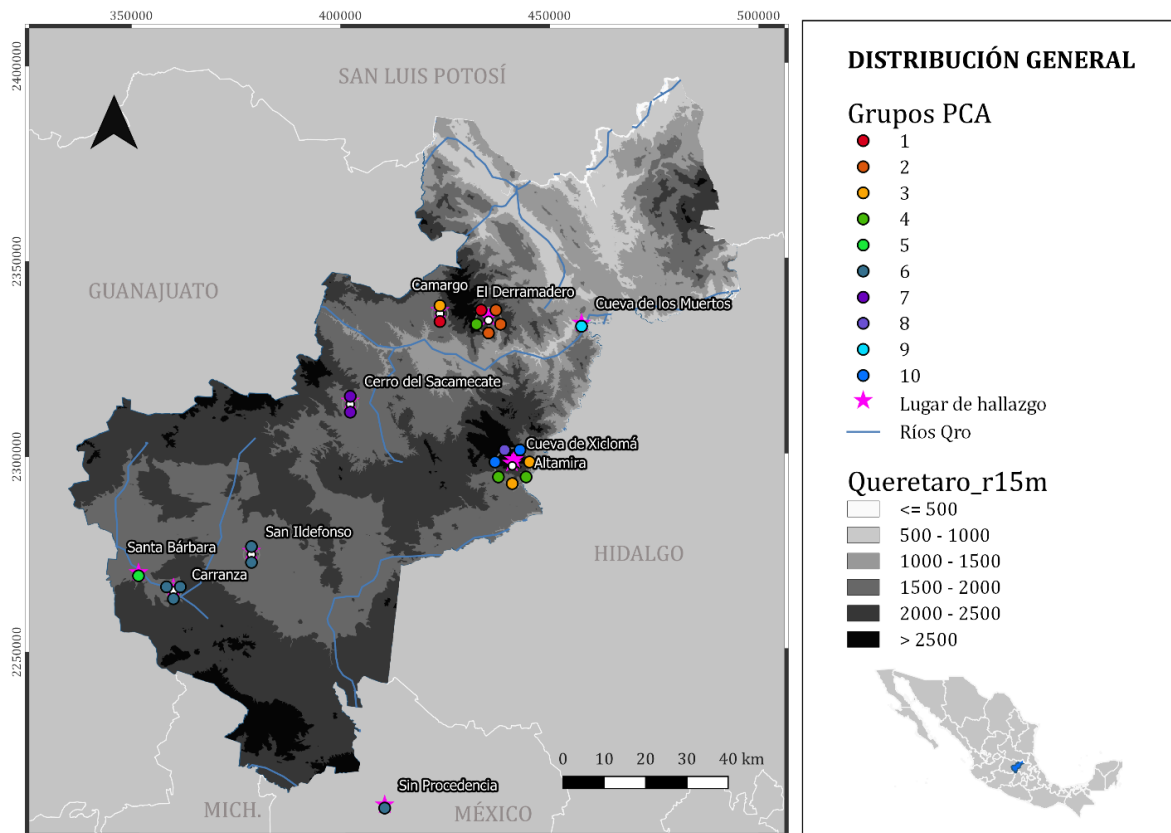 350000
400000
450000
500000
2400000
2350000
2300000
2250000
SAN LUIS POTOSÍ
GUANAJUATO
HIDALGO
MICH.
MÉXICO
Camargo
El Derramadero
Cueva de los Muertos
Cerro del Sacamecate
Cueva de Xiclomá
Altamira
San Ildefonso
Santa Bárbara
Carranza
Sin Procedencia
0 10 20 30 40 km
DISTRIBUCIÓN GENERAL
Grupos PCA
1
2
3
4
5
6
7
8
9
10
Lugar de hallazgo
Ríos Qro
Queretaro_r15m
<= 500
500 - 1000
1000 - 1500
1500 - 2000
2000 - 2500
> 2500